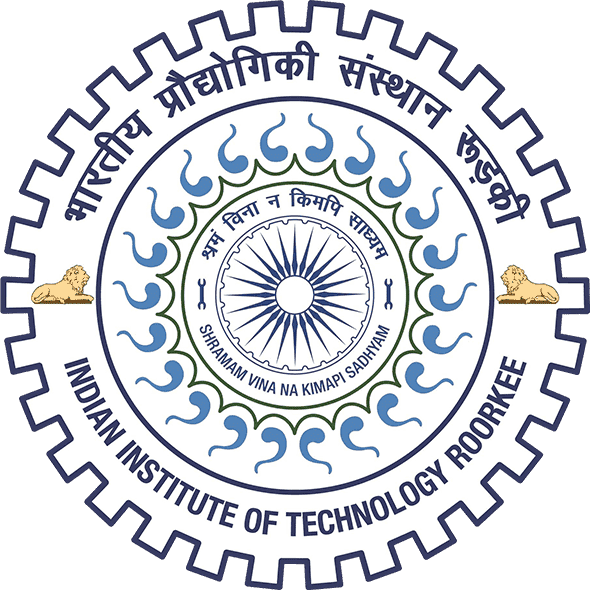 भारतीय प्रौद्योगिकी संस्थान रूड़की
श्रमं विना न किमपि साध्यम
SHRAMAM VINA NA KIMAPI SADHYAM
INDIAN INSTITUTE OF TECHNOLOGY ROORKEE